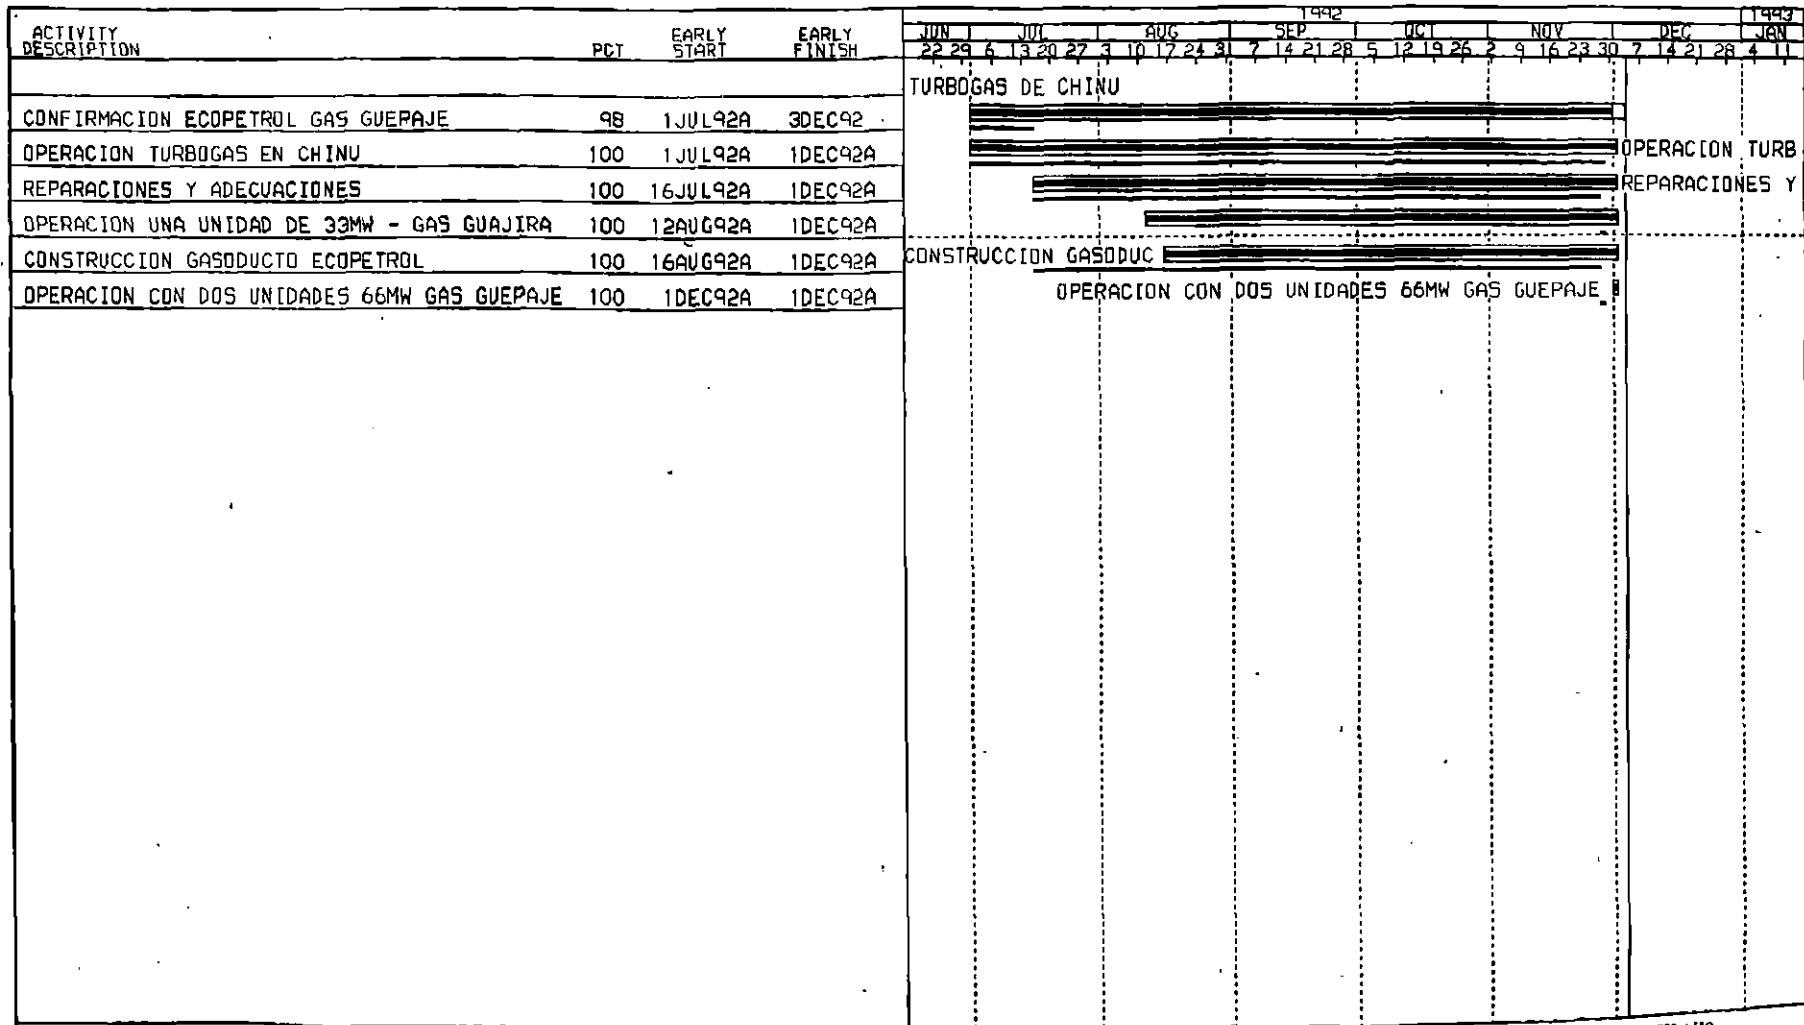 1992 1993
ACTIVITY DESCRIPTION PCT EARLY START EARLY FINISH
JUN JUL AUG SEP OCT NOV DEC JAN
22 29 6 13 20 27 3 10 17 24 31 7 14 21 28 5 12 19 26 2 9 16 23 30 7 14 21 28 4 11
TURBOGAS DE CHINU
CONFIRMACION ECOPETROL GAS GUEPAJE 98 1JUL92A 3DEC92
OPERACION TURBOGAS EN CHINU 100 1JUL92A 1DEC92A OPERACION TURB
REPARACIONES Y ADECUACIONES 100 16JUL92A 1DEC92A REPARACIONES Y
OPERACION UNA UNIDAD DE 33MW - GAS GUAJIRA 100 12AUG92A 1DEC92A
CONSTRUCCION GASODUCTO ECOPETROL 100 16AUG92A 1DEC92A CONSTRUCCION GASODUC
OPERACION CON DOS UNIDADES 66MW GAS GUEPAJE 100 1DEC92A 1DEC92A OPERACION CON DOS UNIDADES 66MW GAS GUEPAJE